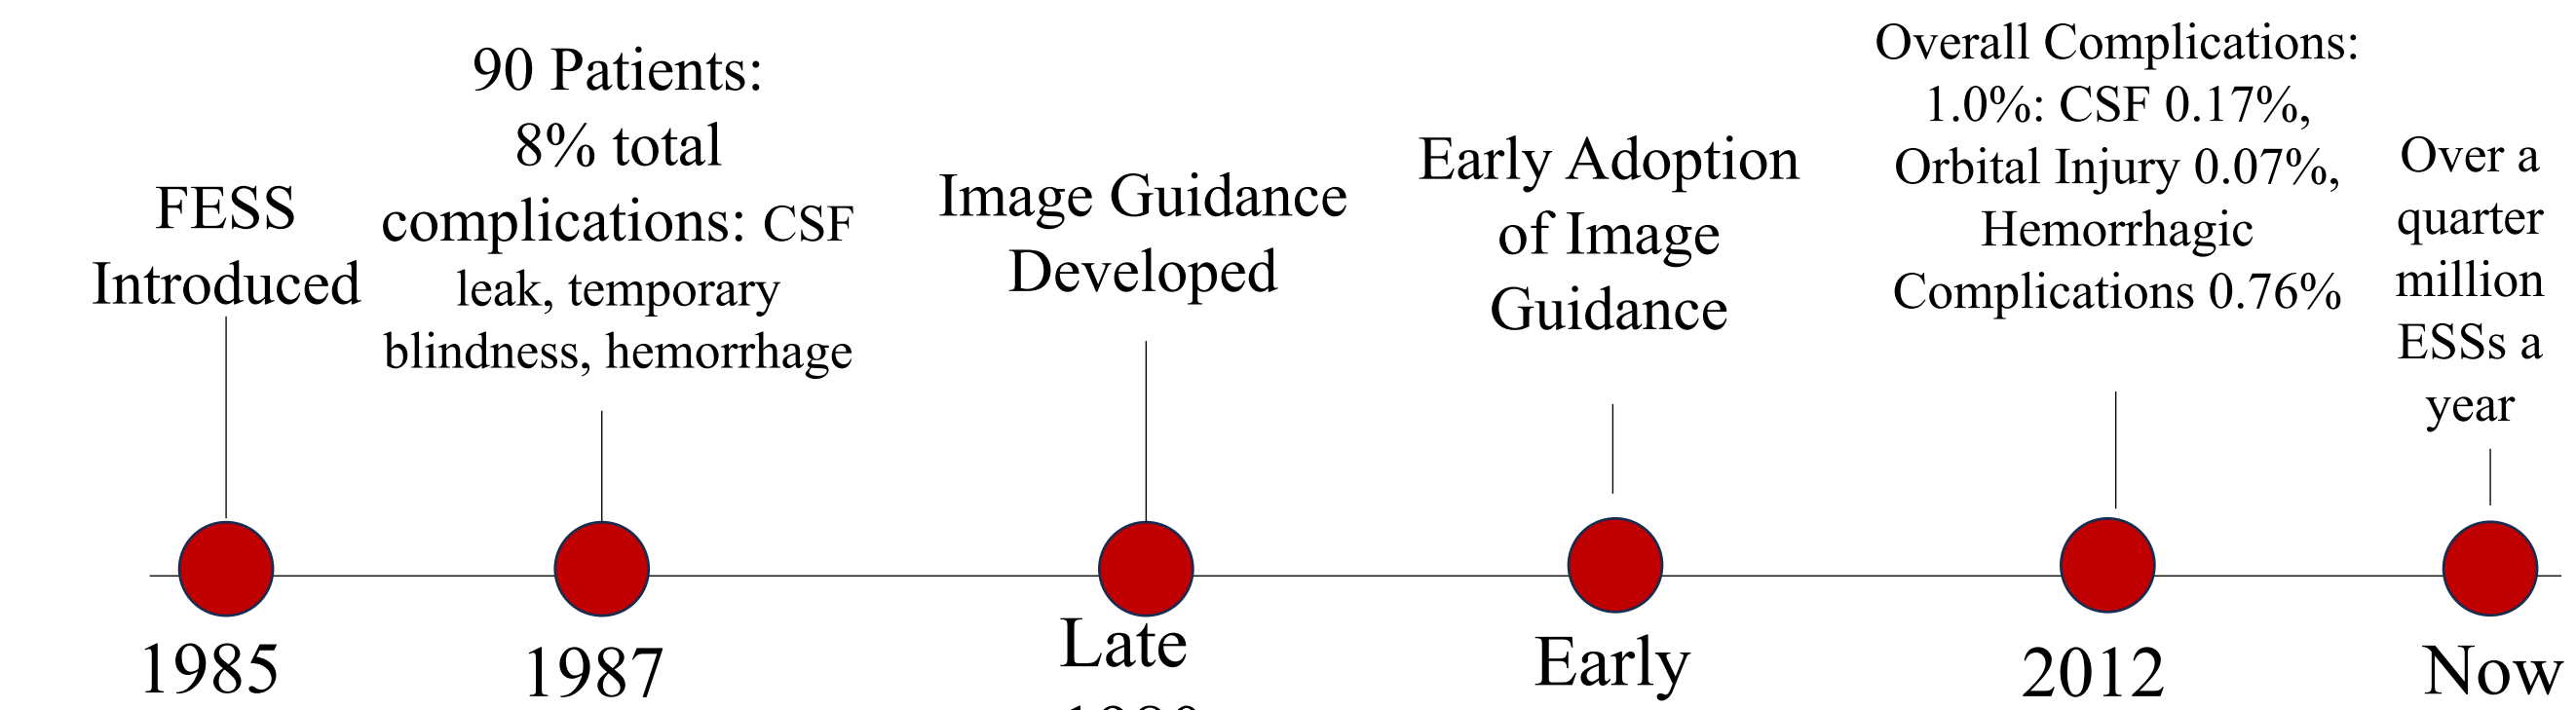 FESS
Introduced
1985
90 Patients:
8% total
complications: CSF
leak, temporary
blindness, hemorrhage
1987
Image Guidance
Developed
Late
Early Adoption
of Image
Guidance
Early
Overall Complications:
1.0%: CSF 0.17%,
Orbital Injury 0.07%,
Hemorrhagic
Complications 0.76%
2012
Over a
quarter
million
ESSs a
year
Now